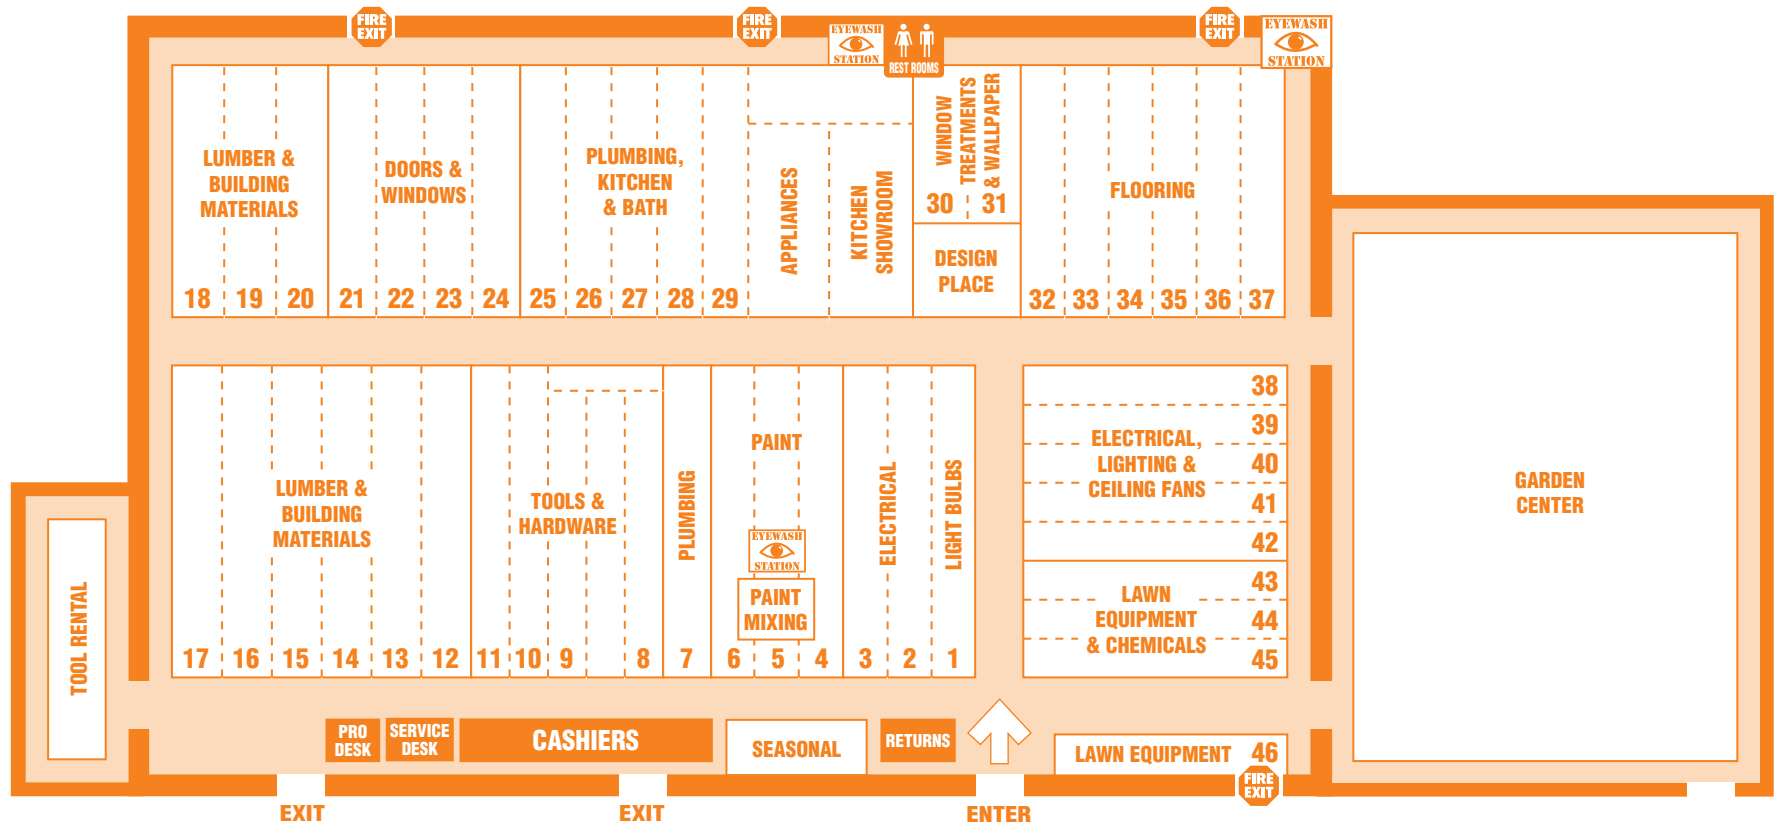 FIRE
EXIT
FIRE
EXIT
EYEWASH
STATION
REST ROOMS
FIRE
EXIT
EYEWASH
STATION
LUMBER &
BUILDING
MATERIALS
18 19 20
DOORS &
WINDOWS
21 22 23 24
PLUMBING,
KITCHEN
& BATH
25 26 27 28 29
APPLIANCES
KITCHEN
SHOWROOM
WINDOW
TREATMENTS
& WALLPAPER
30 31
DESIGN
PLACE
FLOORING
32 33 34 35 36 37
LUMBER &
BUILDING
MATERIALS
17 16 15 14 13 12
TOOLS &
HARDWARE
11 10 9 8
PLUMBING
7
PAINT
EYEWASH
STATION
PAINT
MIXING
6 5 4
ELECTRICAL
3 2
LIGHT BULBS
1
38
39
ELECTRICAL,
LIGHTING &
CEILING FANS
40
41
42
43
LAWN
EQUIPMENT
& CHEMICALS
44
45
GARDEN
CENTER
TOOL RENTAL
PRO
DESK
SERVICE
DESK
CASHIERS
SEASONAL
RETURNS
LAWN EQUIPMENT 46
FIRE
EXIT
EXIT
EXIT
ENTER